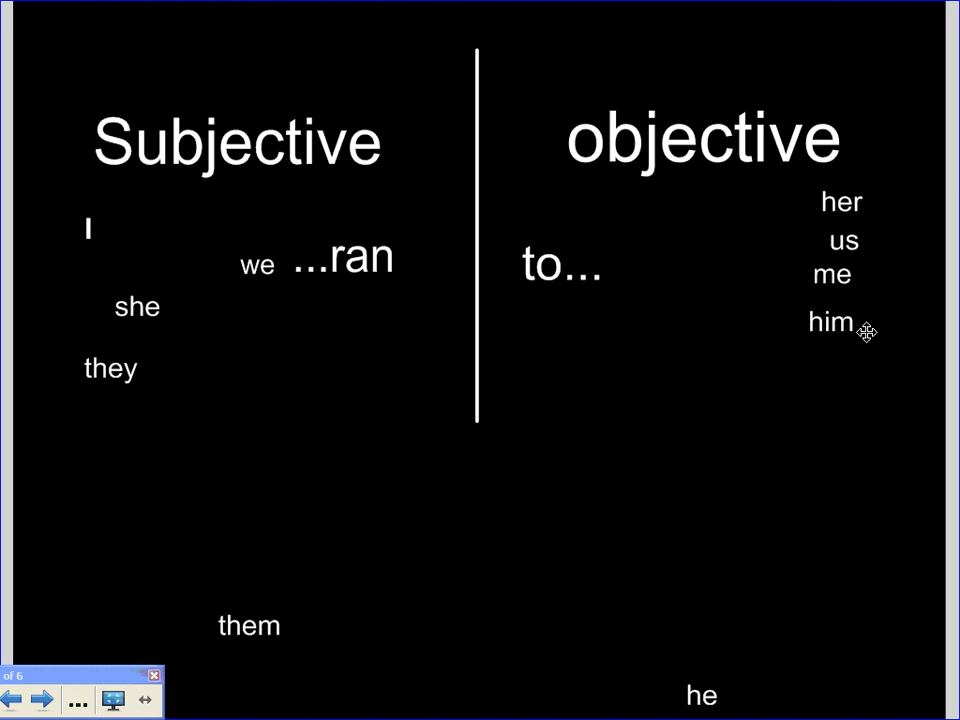 Subjective
objective
I
we
...ran
she
they
to...
her
us
me
him
them
he
of 6
...